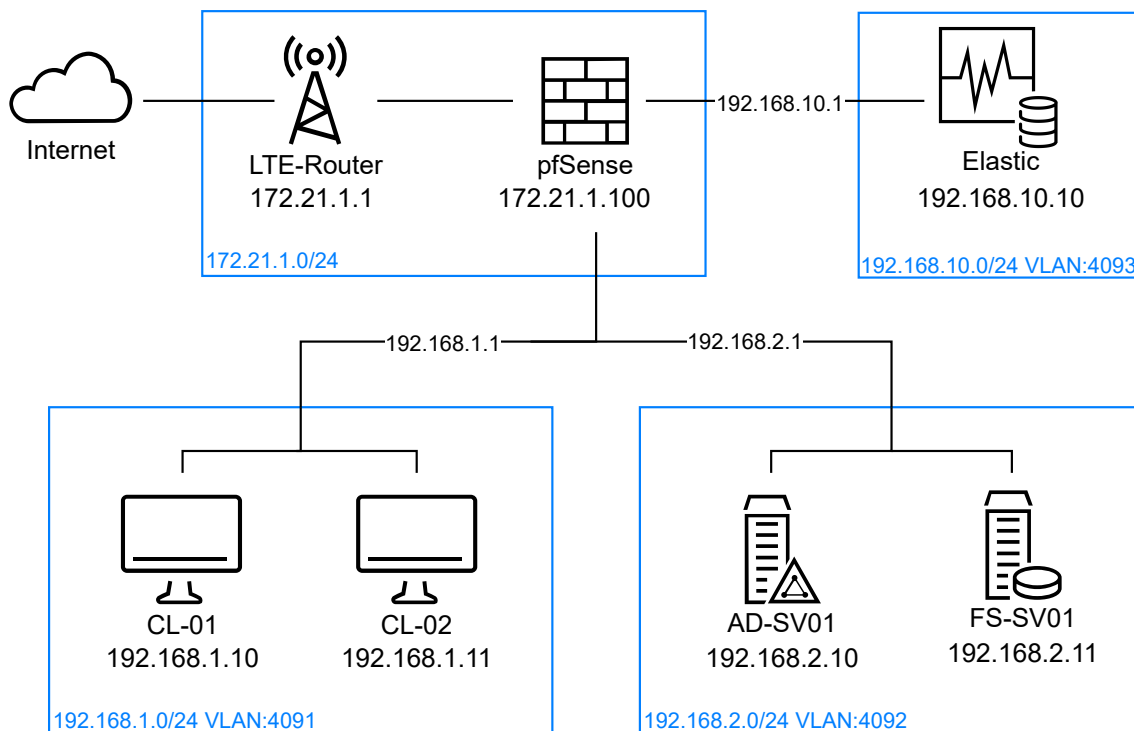 Internet
LTE-Router
172.21.1.1
pfSense
172.21.1.100
172.21.1.0/24
192.168.10.1
Elastic
192.168.10.10
192.168.10.0/24 VLAN:4093
192.168.1.1
192.168.2.1
CL-01
192.168.1.10
CL-02
192.168.1.11
192.168.1.0/24 VLAN:4091
AD-SV01
192.168.2.10
FS-SV01
192.168.2.11
192.168.2.0/24 VLAN:4092